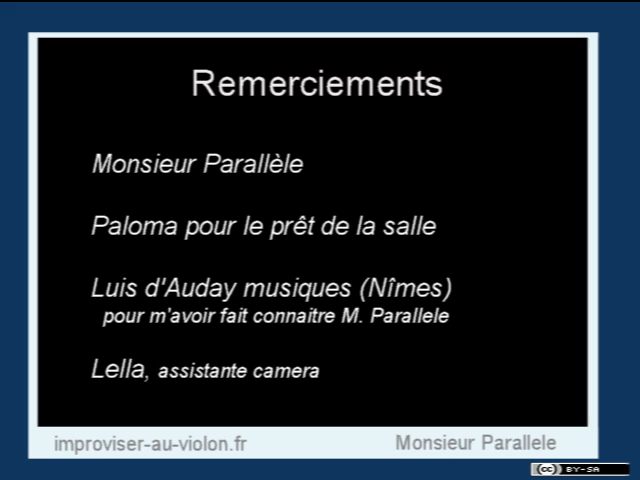 Remerciements
Monsieur Parallèle
Paloma pour le prêt de la salle
Luis d'Auday musiques (Nîmes)
pour m'avoir fait connaitre M. Parallele
Lella, assistante camera
improviser-au-violon.fr
Monsieur Parallele
cc BY-SA